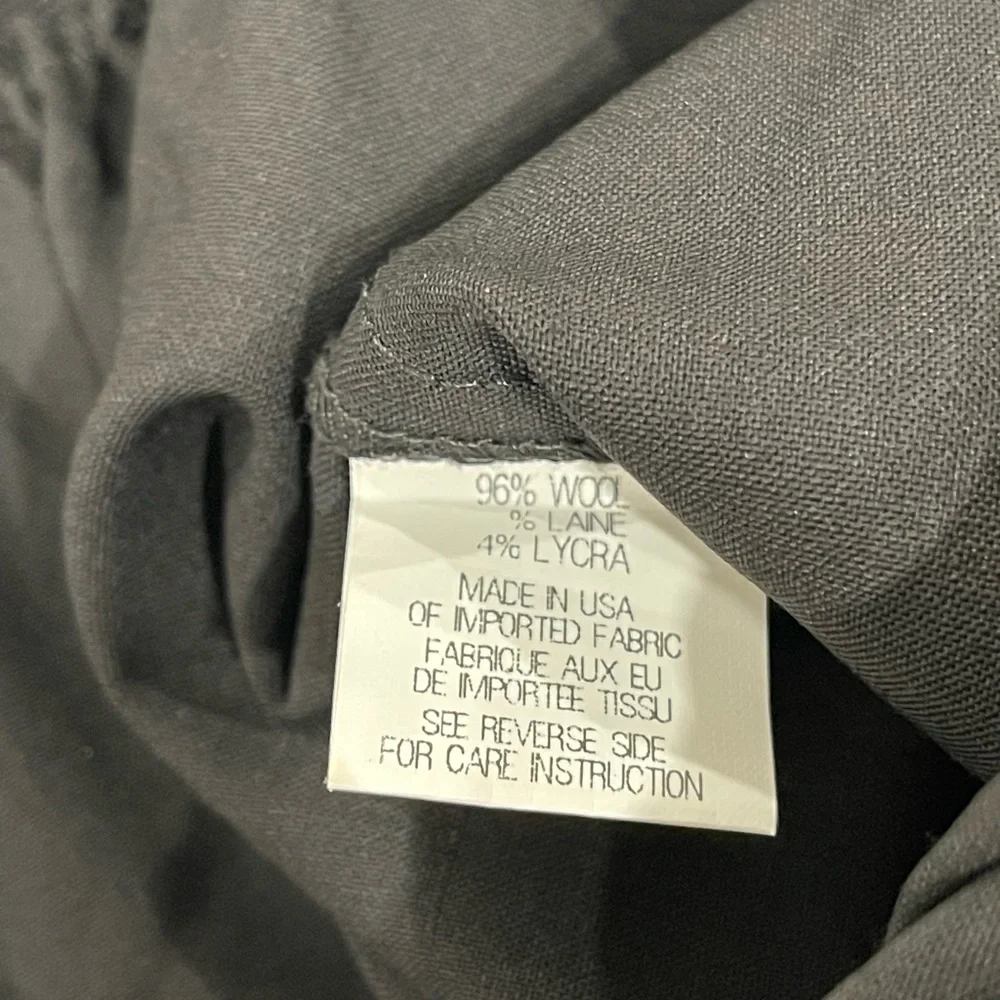 96% WOOL
% LAINE
4% LYCRA
MADE IN USA
OF IMPORTED FABRIC
FABRIQUE AUX EU
DE IMPORTEE TISSU
SEE REVERSE SIDE
FOR CARE INSTRUCTION